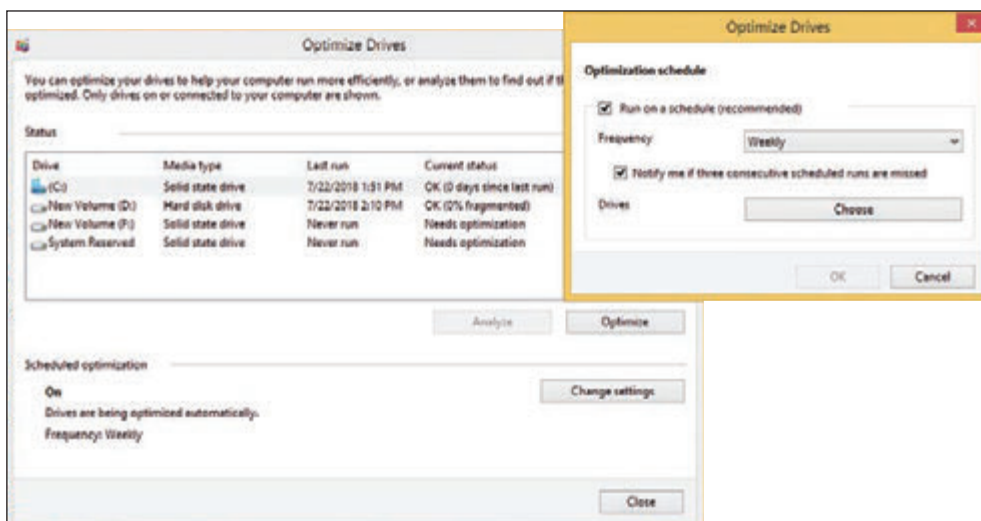 Optimize Drives
You can optimize your drives to help your computer run more efficiently, or analyze them to find out if
optimized. Only drives on or connected to your computer are shown.
Status
Drive Media type Last run Current status
(C:) Solid state drive 7/22/2018 1:51 PM OK (0 days since last run)
New Volume (D:) Hard disk drive 7/22/2018 2:10 PM OK (0% fragmented)
New Volume (F:) Solid state drive Never run Needs optimization
System Reserved Solid state drive Never run Needs optimization
Analyze Optimize
Scheduled optimization
On
Drives are being optimized automatically.
Frequency: Weekly
Change settings
Close
Optimize Drives
Optimization schedule
Run on a schedule (recommended)
Frequency Weekly
Notify me if three consecutive scheduled runs are missed
Drives Choose
OK Cancel